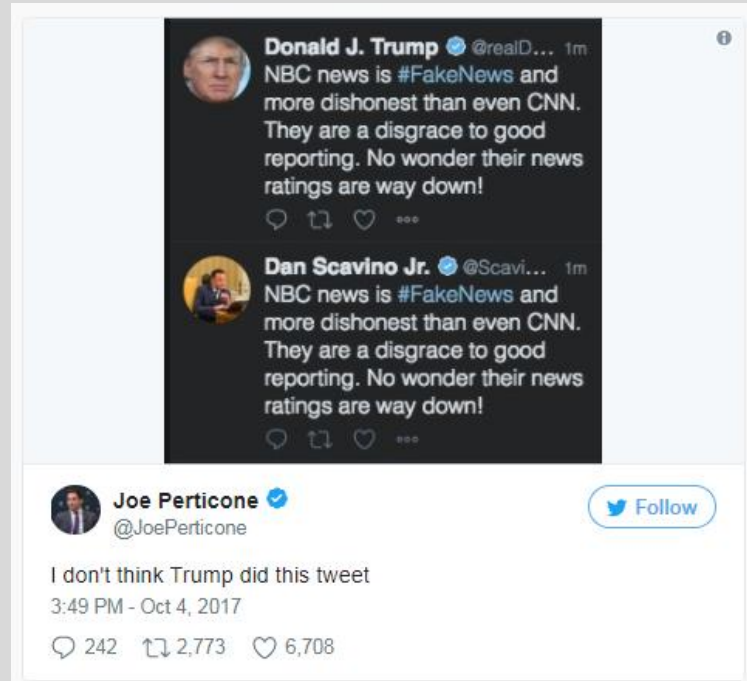 Donald J. Trump @realD... 1m
NBC news is #FakeNews and
more dishonest than even CNN.
They are a disgrace to good
reporting. No wonder their news
ratings are way down!
Dan Scavino Jr. @Scavi... 1m
NBC news is #FakeNews and
more dishonest than even CNN.
They are a disgrace to good
reporting. No wonder their news
ratings are way down!
Joe Perticone
@JoePerticone
Follow
I don't think Trump did this tweet
3:49 PM - Oct 4, 2017
242 2,773 6,708